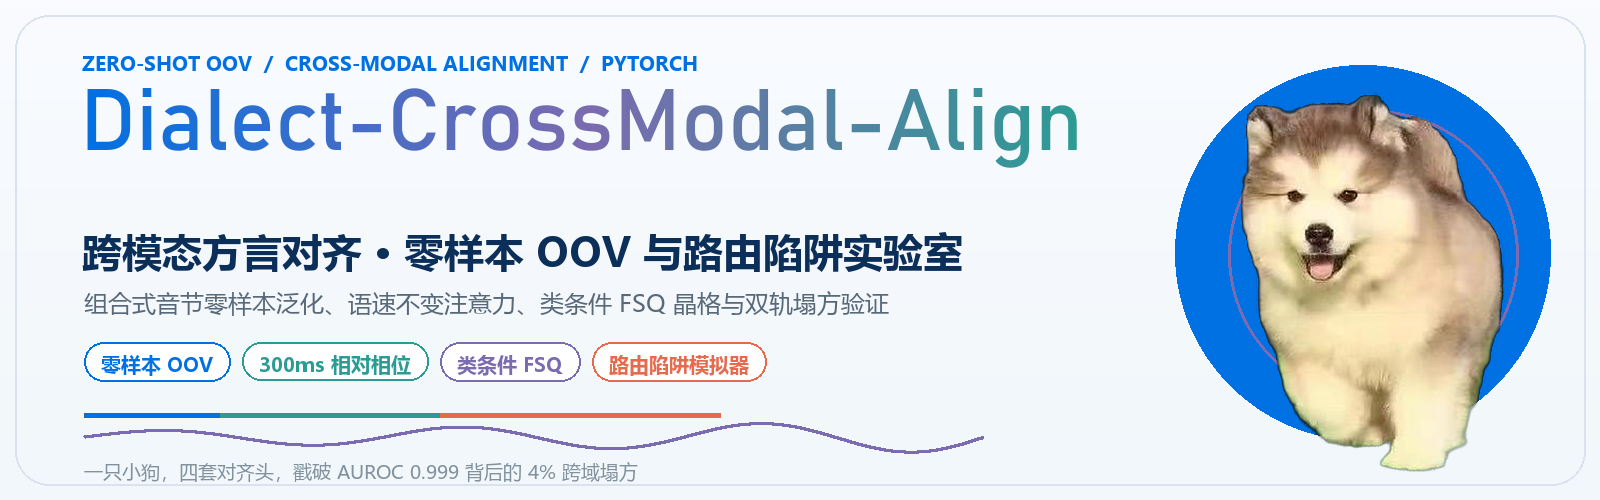 ZERO-SHOT OOV / CROSS-MODAL ALIGNMENT / PYTORCH
Dialect-CrossModal-Align
跨模态方言对齐 • 零样本 OOV 与路由陷阱实验室
组合式音节零样本泛化、语速不变注意力、类条件 FSQ 晶格与双轨塌方验证
零样本 OOV
300ms 相对相位
类条件 FSQ
路由陷阱模拟器
一只小狗，四套对齐头，戳破 AUROC 0.999 背后的 4% 跨域塌方